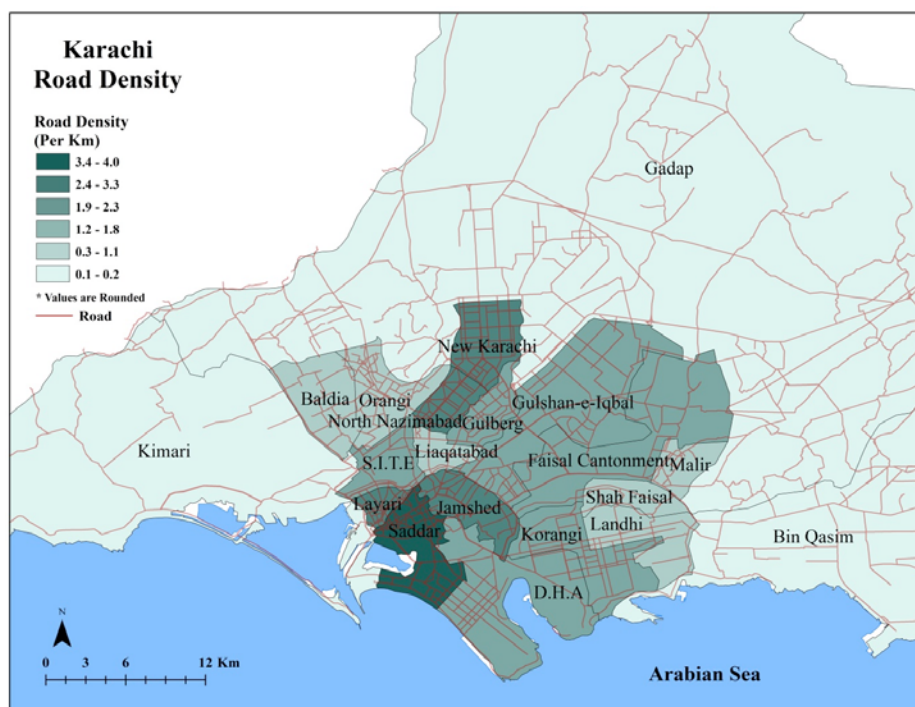 Karachi
Road Density
Road Density
(Per Km)
3.4 - 4.0
2.4 - 3.3
1.9 - 2.3
1.2 - 1.8
0.3 - 1.1
0.1 - 0.2
* Values are Rounded
Road
Gadap
New Karachi
Baldia
Orangi
Gulshan-e-Iqbal
North Nazimabad
Gulberg
Kimari
Liaqatabad
S.I.T.E
Faisal Cantonment
Malir
Shah Faisal
Layari
Jamshed
Saddar
Landhi
Korangi
Bin Qasim
D.H.A
N
0 3 6 12 Km
Arabian Sea